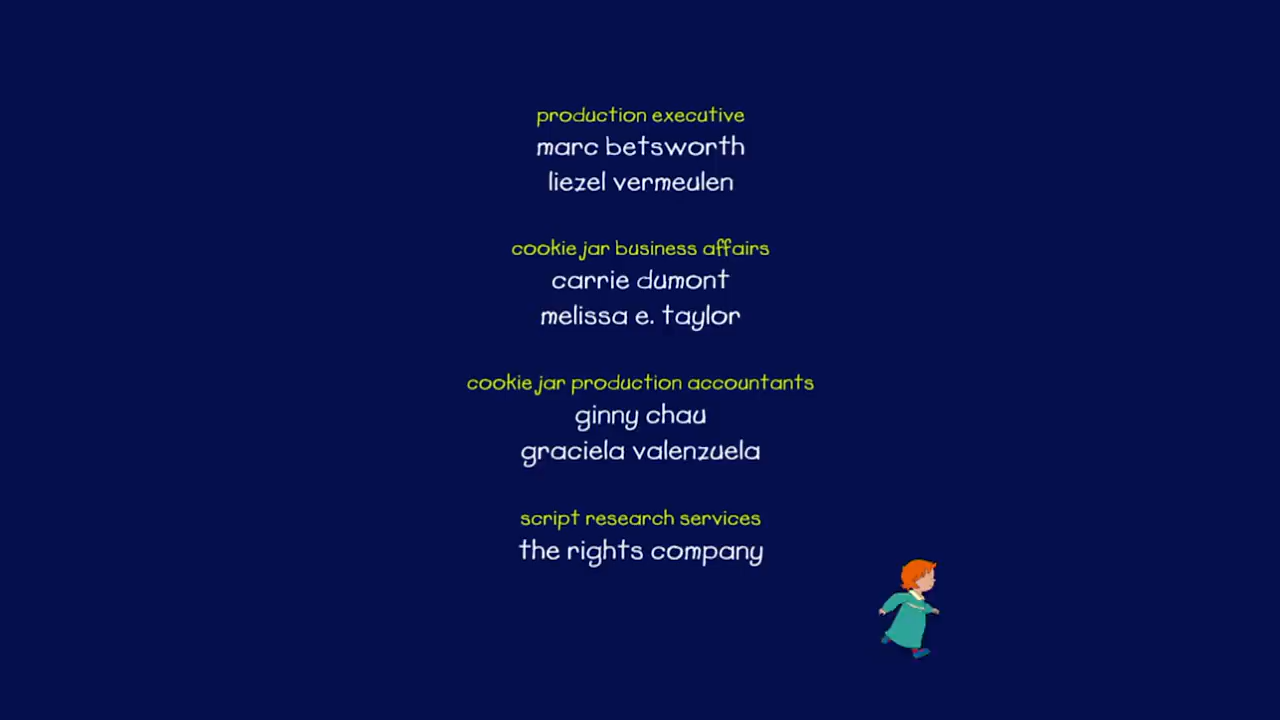 production executive
marc betsworth
liezel vermeulen
cookie jar business affairs
carrie dumont
melissa e. taylor
cookie jar production accountants
ginny chau
graciela valenzuela
script research services
the rights company